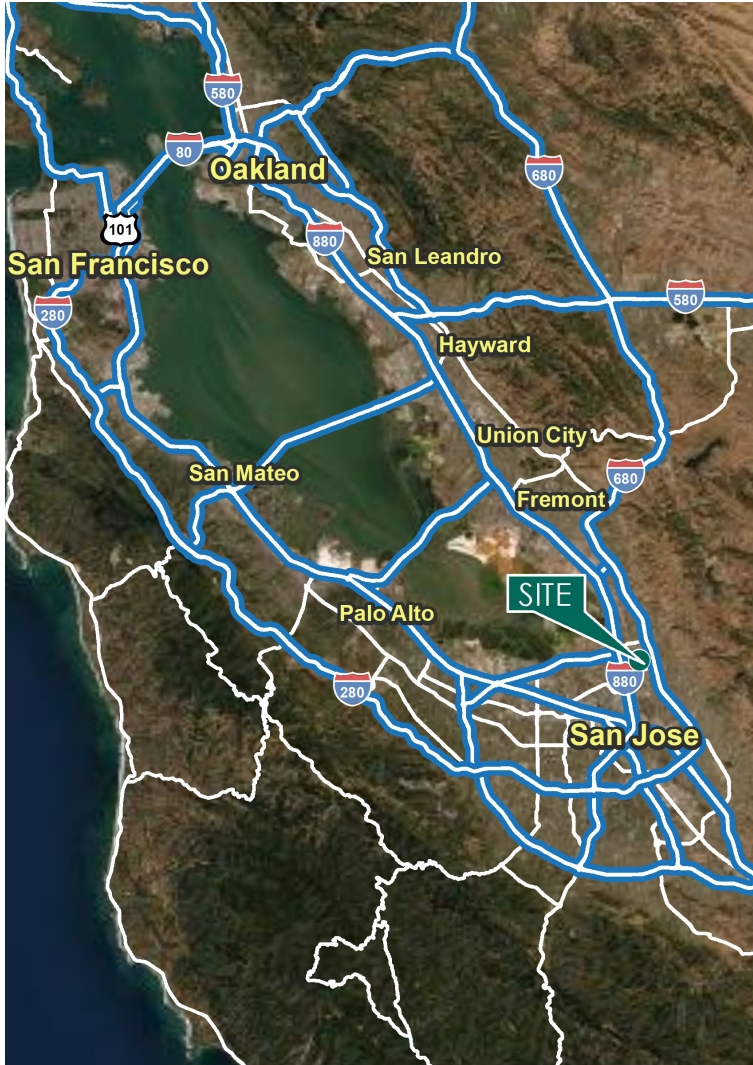 580
80
Oakland
680
101
880
San Leandro
San Francisco
580
280
Hayward
Union City
San Mateo
680
Fremont
SITE
Palo Alto
880
280
San Jose